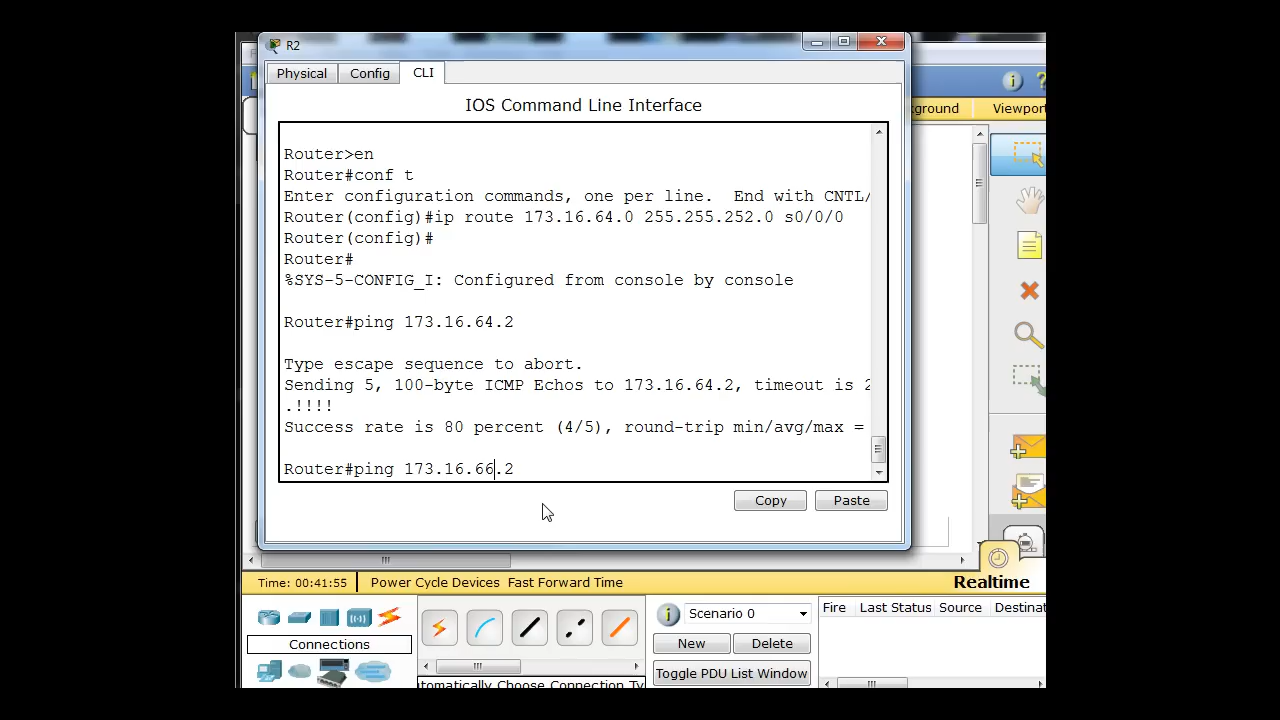 R2
Physical Config CLI
IOS Command Line Interface
ground Viewport
Router>en
Router#conf t
Enter configuration commands, one per line. End with CNTL/
Router(config)#ip route 173.16.64.0 255.255.252.0 s0/0/0
Router(config)#
Router#
%SYS-5-CONFIG_I: Configured from console by console
Router#ping 173.16.64.2
Type escape sequence to abort.
Sending 5, 100-byte ICMP Echos to 173.16.64.2, timeout is 2
.!!!!
Success rate is 80 percent (4/5), round-trip min/avg/max =
Router#ping 173.16.66.2
Copy Paste
Time: 00:41:55 Power Cycle Devices Fast Forward Time
Realtime
Scenario 0
Fire Last Status Source Destinat
Connections
New Delete
Toggle PDU List Window
utomatically Choose Connection Ty